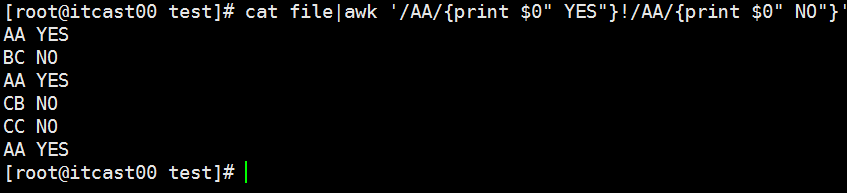 [root@itcast00 test]# cat file|awk '/AA/{print $0" YES"}!/AA/{print $0" NO"}'
AA YES
BC NO
AA YES
CB NO
CC NO
AA YES
[root@itcast00 test]#